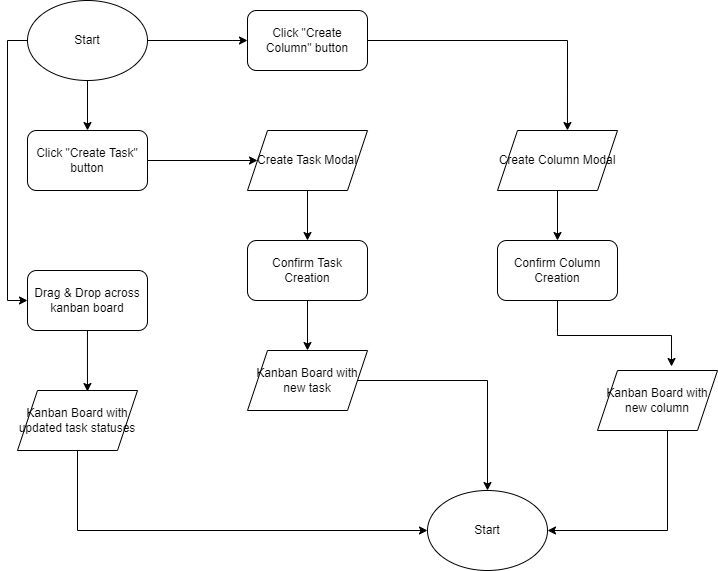 Start
Click "Create
Column" button
Click "Create Task"
button
Create Task Modal
Create Column Modal
Confirm Task
Creation
Confirm Column
Creation
Drag & Drop across
kanban board
Kanban Board with
new task
Kanban Board with
new column
Kanban Board with
updated task statuses
Start